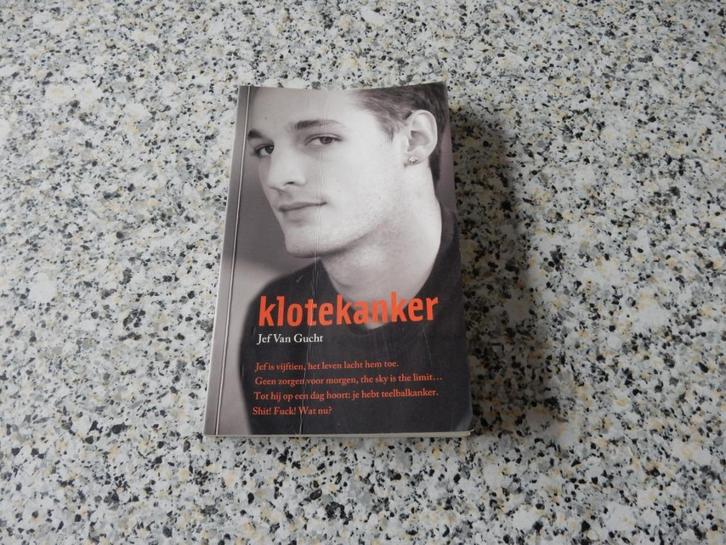 klotekanker
Jef Van Gucht
Jef is vijftien, het leven lacht hem toe.
Geen zorgen voor morgen, the sky is the limit...
Tot hij op een dag hoort: je hebt teelbalkanker.
Shit! Fuck! Wat nu?